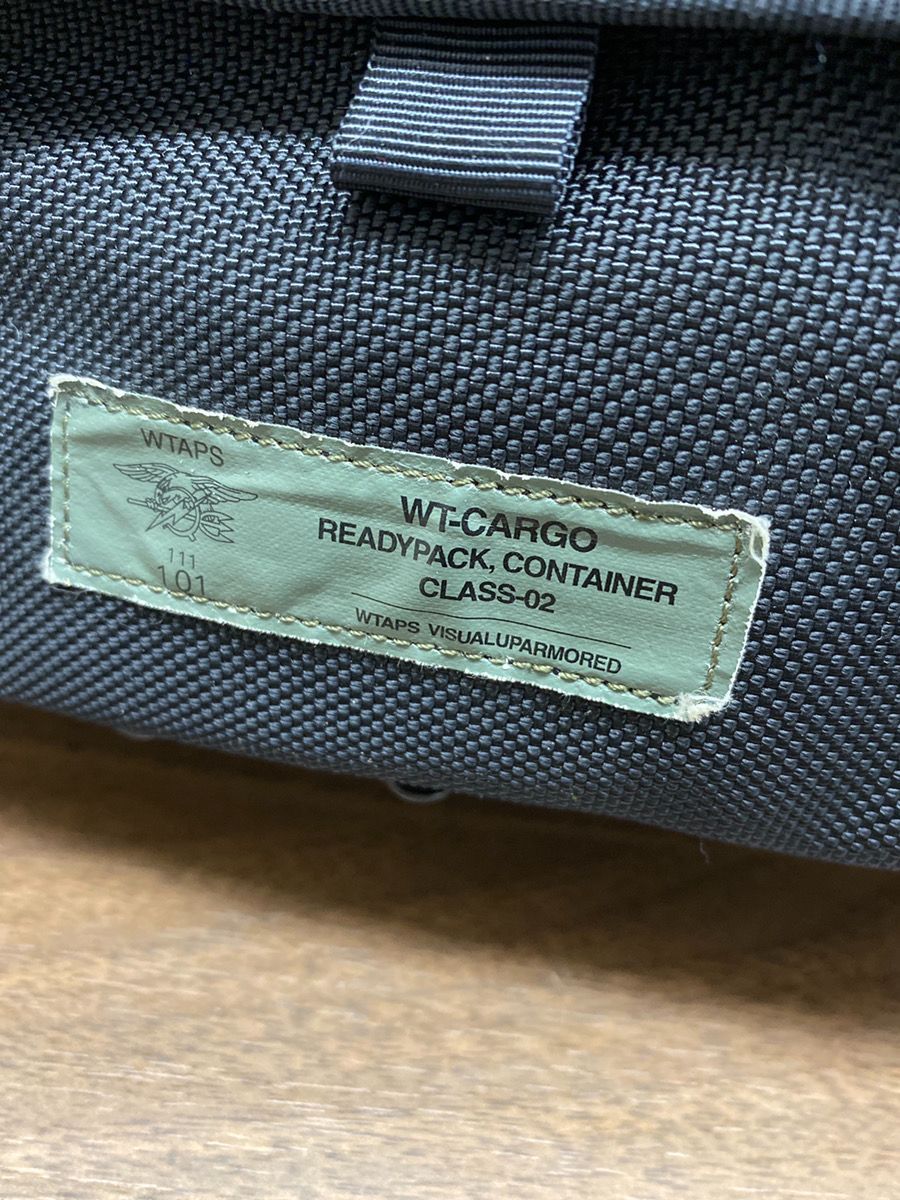 WTAPS
111
101
WT-CARGO
READYPACK, CONTAINER
CLASS-02
WTAPS VISUALUPARMORED